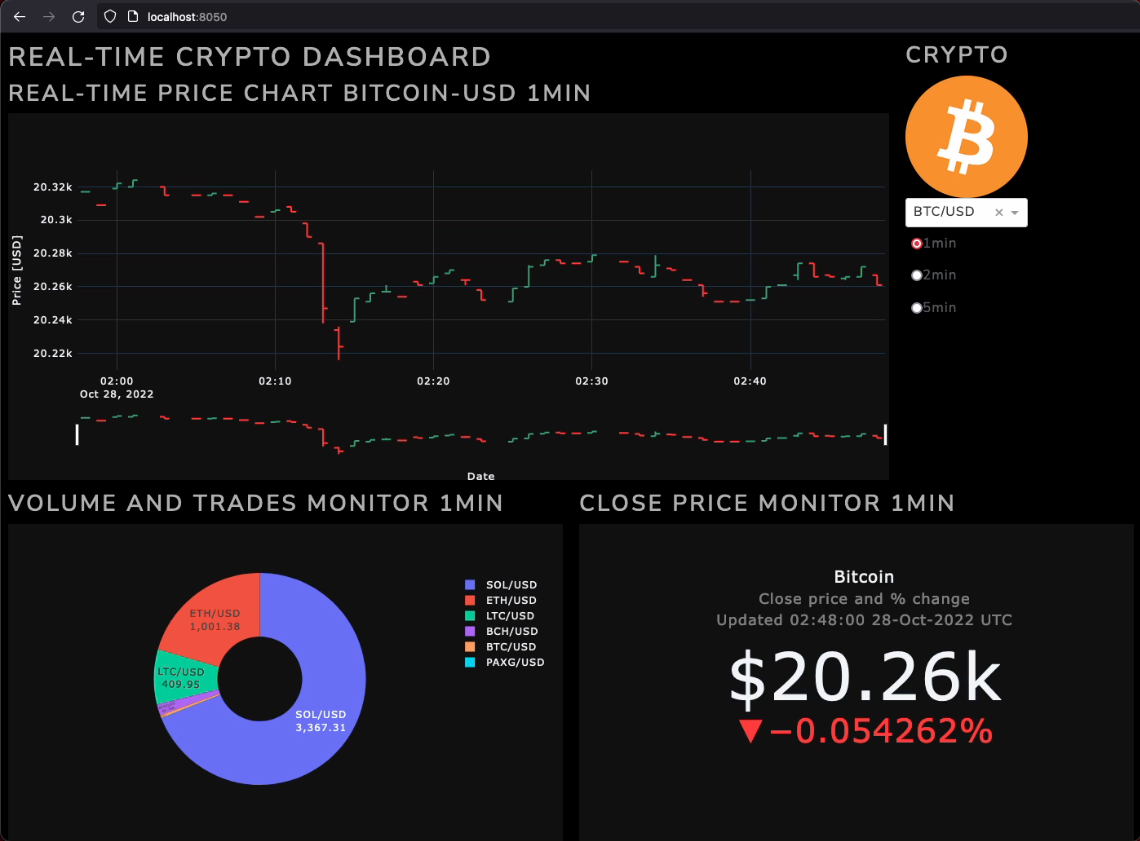 localhost:8050
REAL-TIME CRYPTO DASHBOARD
REAL-TIME PRICE CHART BITCOIN-USD 1MIN
Price [USD]
20.32k
20.3k
20.28k
20.26k
20.24k
20.22k
02:00 02:10 02:20 02:30 02:40
Oct 28, 2022
Date
CRYPTO
BTC/USD
1min
2min
5min
VOLUME AND TRADES MONITOR 1MIN
ETH/USD
1,001.38
LTC/USD
409.95
SOL/USD
3,367.31
SOL/USD
ETH/USD
LTC/USD
BCH/USD
BTC/USD
PAXG/USD
CLOSE PRICE MONITOR 1MIN
Bitcoin
Close price and % change
Updated 02:48:00 28-Oct-2022 UTC
$20.26k
▼−0.054262%